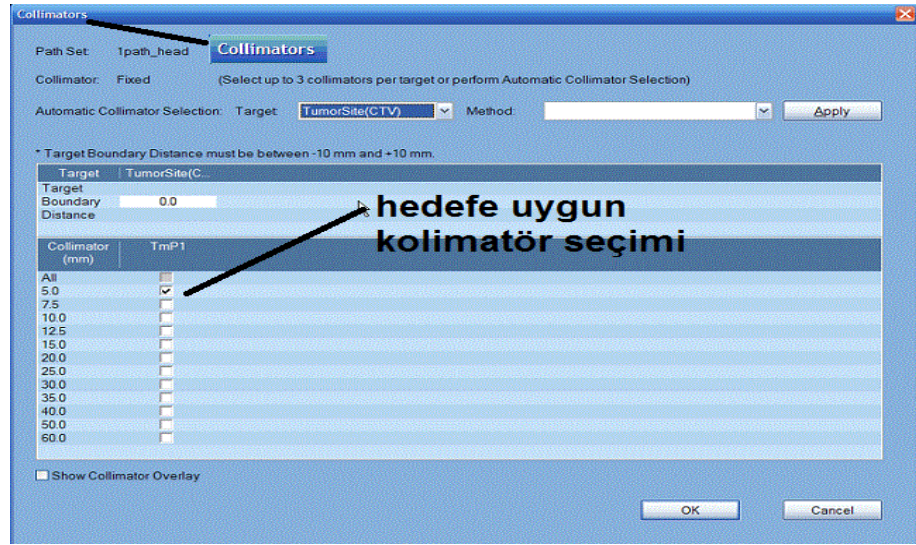 Collimators
Path Set: 1path_head Collimators
Collimator: Fixed (Select up to 3 collimators per target or perform Automatic Collimator Selection)
Automatic Collimator Selection: Target: TumorSite(CTV) Method: Apply
* Target Boundary Distance must be between -10 mm and +10 mm.
Target TumorSite(C...
Target
Boundary 0.0
Distance
hedefe uygun
kolimatör seçimi
Collimator TmP1
(mm)
All
5.0
7.5
10.0
12.5
15.0
20.0
25.0
30.0
35.0
40.0
50.0
60.0
Show Collimator Overlay
OK Cancel